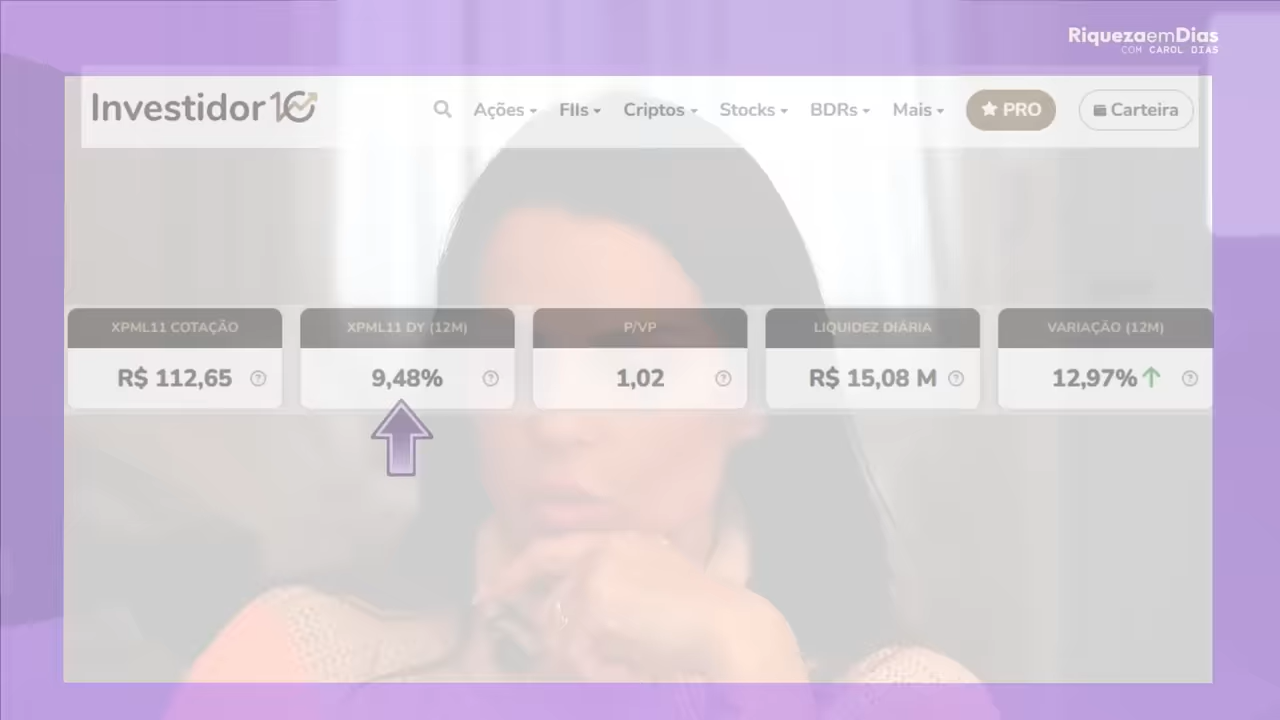 RiquezaemDias
COM CAROL DIAS
Investidor10
Ações FIIs Criptos Stocks BDRs Mais PRO Carteira
XPML11 COTAÇÃO XPML11 DY (12M) P/VP LIQUIDEZ DIÁRIA VARIAÇÃO (12M)
R$ 112,65 9,48% 1,02 R$ 15,08 M 12,97%